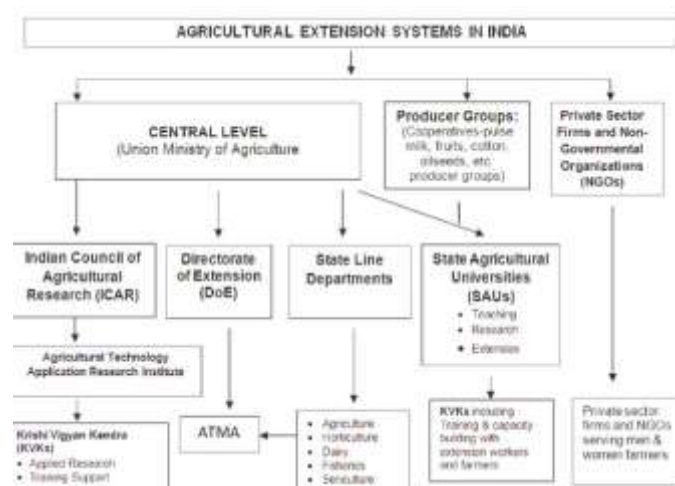 AGRICULTURAL EXTENSION SYSTEMS IN INDIA
CENTRAL LEVEL
(Union Ministry of Agriculture
Producer Groups:
(Cooperatives-pulse
milk, fruits, cotton,
oilseeds, etc
producer groups)
Private Sector
Firms and Non-
Governmental
Organizations
(NGOs)
Indian Council of
Agricultural
Research (ICAR)
Directorate
of Extension
(DoE)
State Line
Departments
State Agricultural
Universities
(SAUs)
• Teaching
• Research
• Extension
Agricultural Technology
Application Research Institute
Krishi Vigyan Kendra
(KVKs)
• Applied Research
• Training Support
ATMA
• Agriculture
• Horticulture
• Dairy
• Fisheries
• Sericulture
KVKs including
Training & capacity
building with
extension workers
and farmers
Private sector
firms and NGOs
serving men &
women farmers